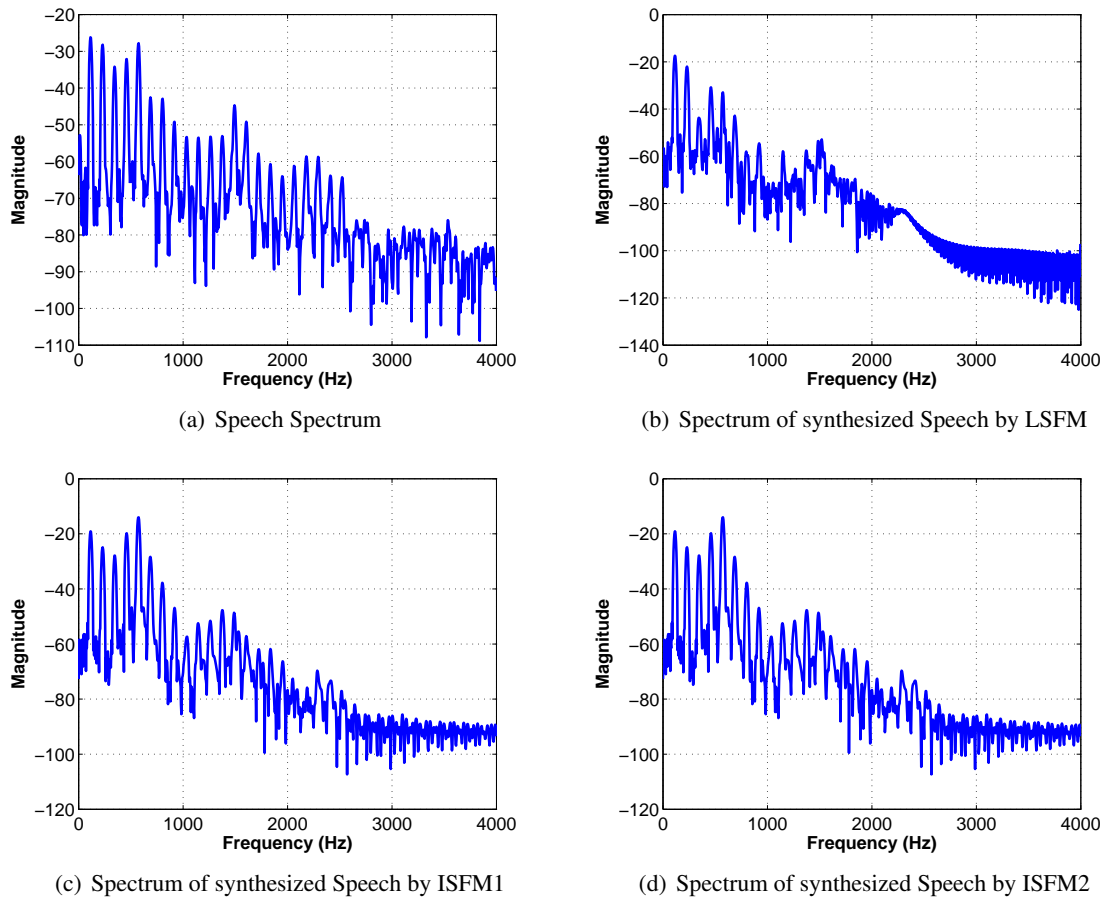 −20
−30
−40
−50
−60
−70
−80
−90
−100
−110
Magnitude
0 1000 2000 3000 4000
Frequency (Hz)
(a) Speech Spectrum
0
−20
−40
−60
−80
−100
−120
−140
Magnitude
0 1000 2000 3000 4000
Frequency (Hz)
(b) Spectrum of synthesized Speech by LSFM
0
−20
−40
−60
−80
−100
−120
Magnitude
0 1000 2000 3000 4000
Frequency (Hz)
(c) Spectrum of synthesized Speech by ISFM1
0
−20
−40
−60
−80
−100
−120
Magnitude
0 1000 2000 3000 4000
Frequency (Hz)
(d) Spectrum of synthesized Speech by ISFM2